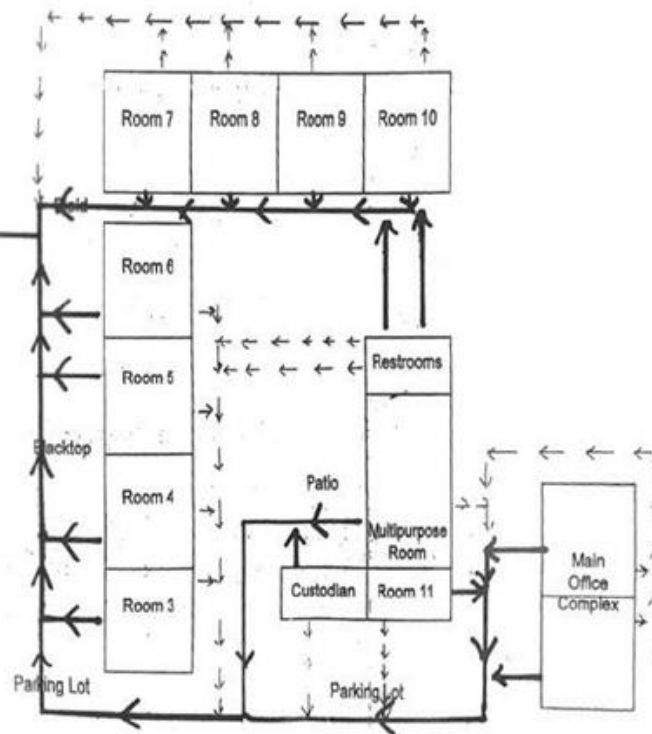 Room 7
Room 8
Room 9
Room 10
Room 6
Restrooms
Room 5
Blacktop
Patio
Room 4
Multipurpose
Room
Main
Office
Complex
Room 3
Custodian
Room 11
Parking Lot
Parking Lot